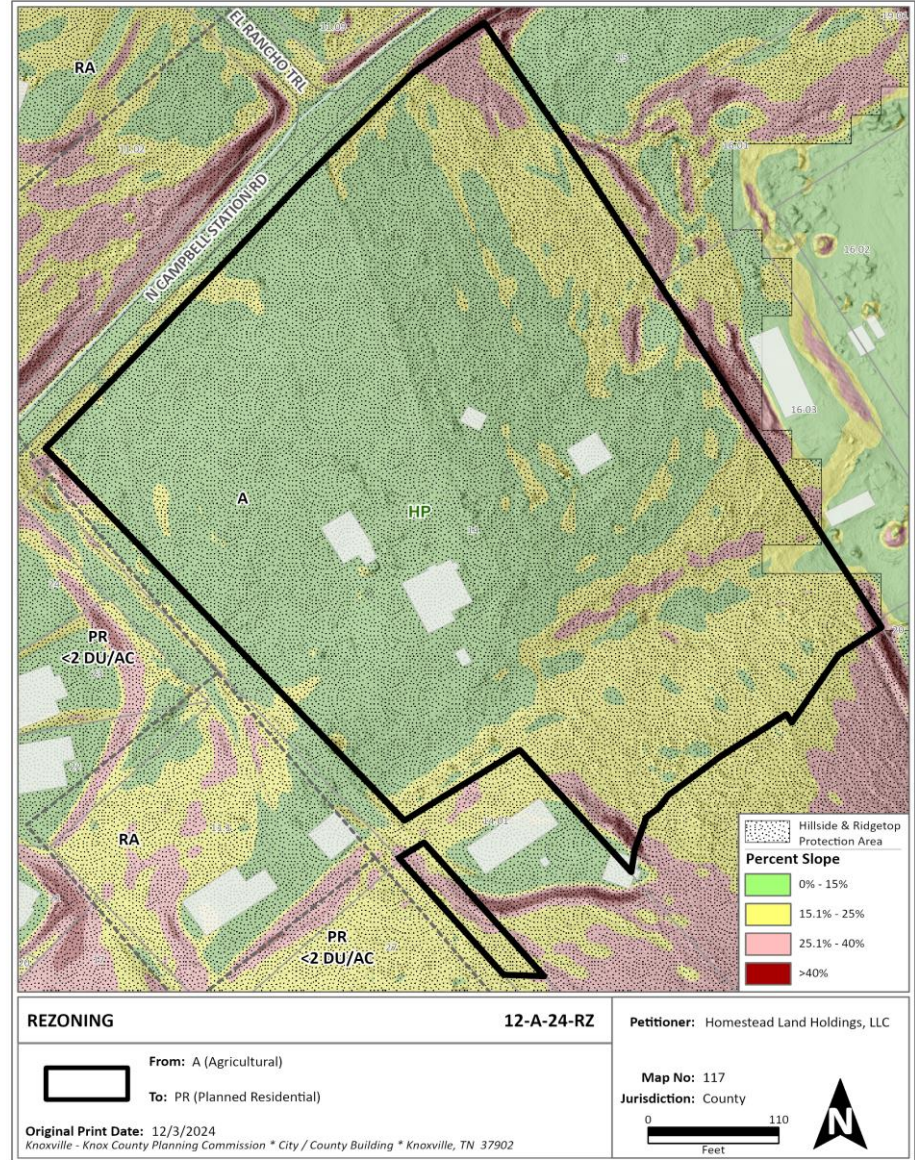 EL RANCHO TRL
RA
N CAMPBELL STATION RD
16.01
16.02
16.03
A
HP
PR
<2 DU/AC
RA
PR
<2 DU/AC
Hillside & Ridgetop
Protection Area
Percent Slope
0% - 15%
15.1% - 25%
25.1% - 40%
>40%
REZONING
12-A-24-RZ
From: A (Agricultural)
To: PR (Planned Residential)
Original Print Date: 12/3/2024
Knoxville - Knox County Planning Commission * City / County Building * Knoxville, TN 37902
Petitioner: Homestead Land Holdings, LLC
Map No: 117
Jurisdiction: County
0 110
Feet
N